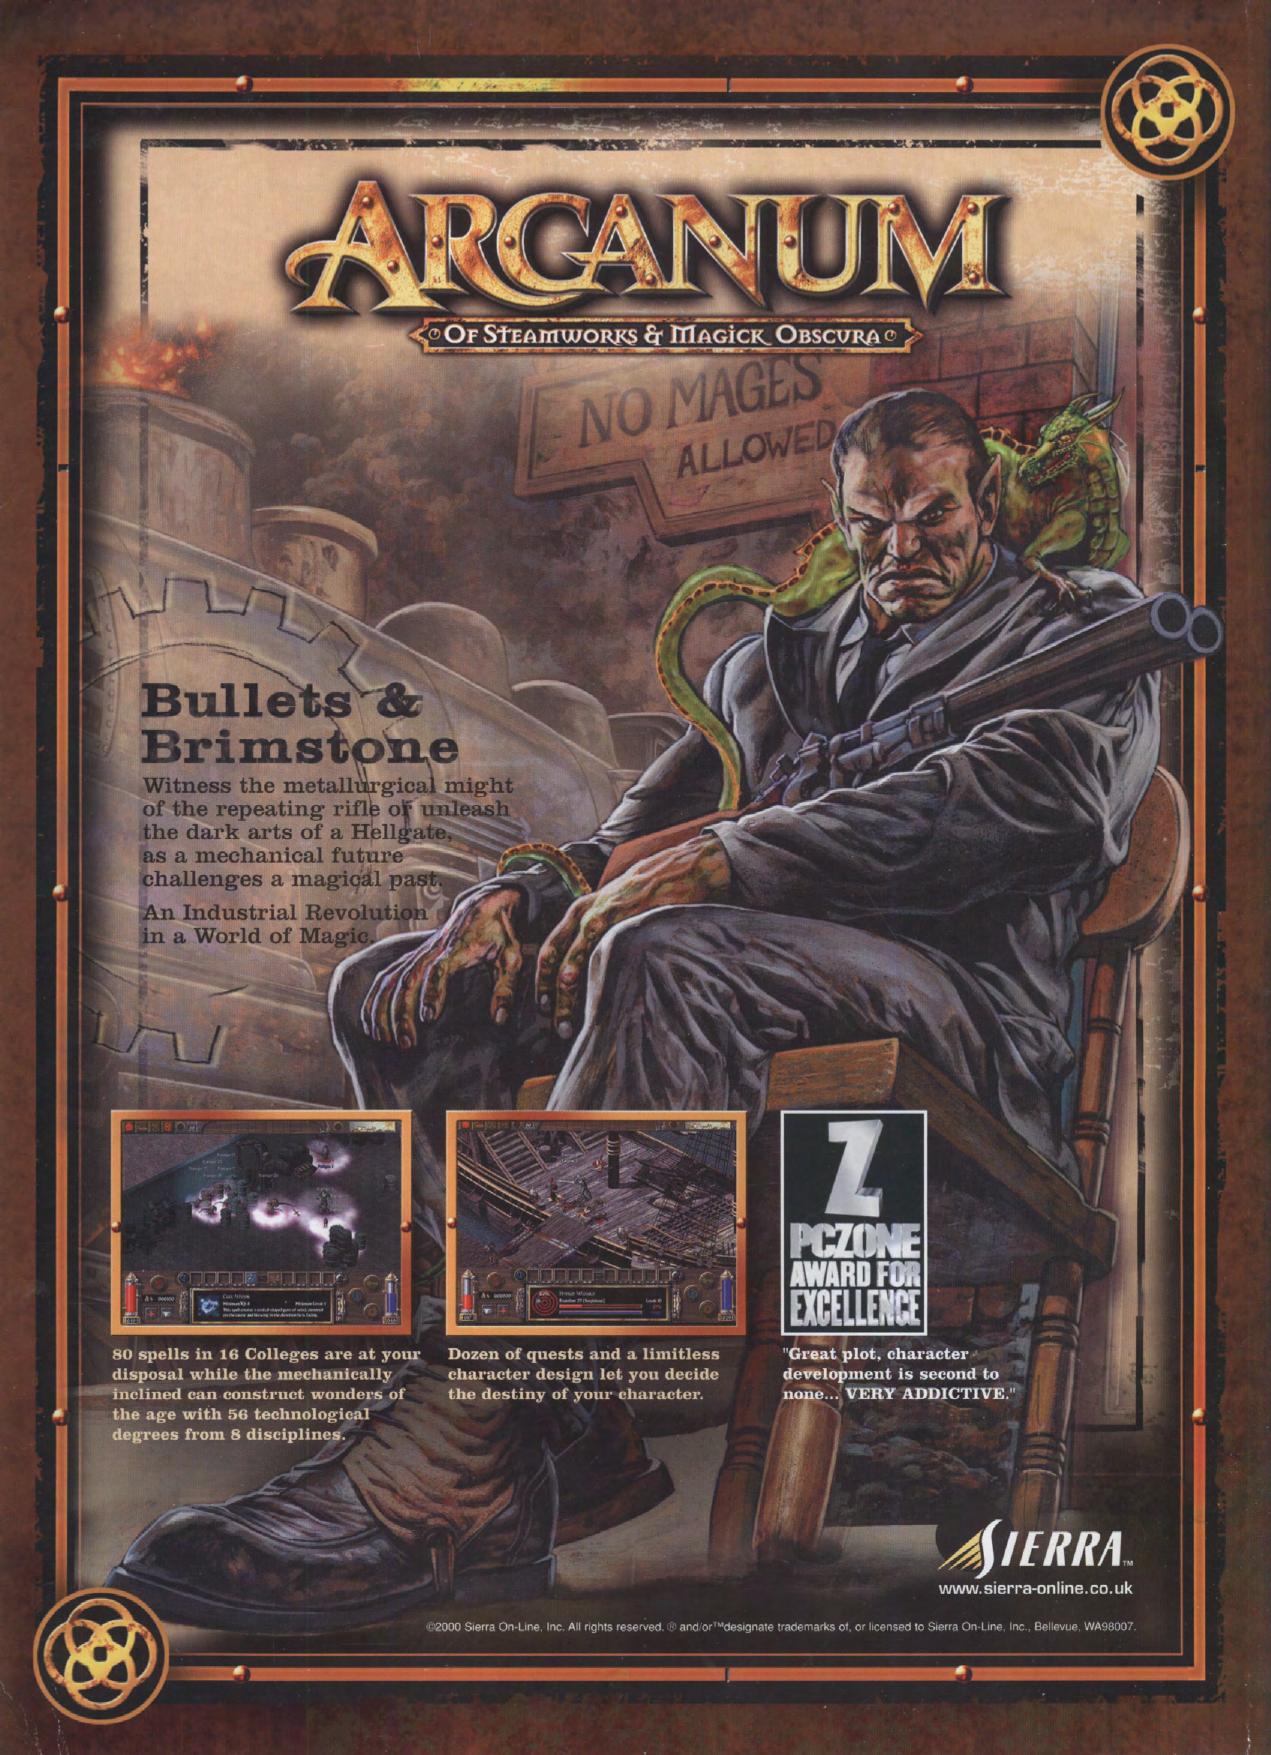 ARCANUM
OF STEAMWORKS & MAGICK OBSCURA
NO MAGES
ALLOWED
Bullets &
Brimstone
Witness the metallurgical might
of the repeating rifle or unleash
the dark arts of a Hellgate,
as a mechanical future
challenges a magical past.
An Industrial Revolution
in a World of Magic.
Z
PCZONE
AWARD FOR
EXCELLENCE
80 spells in 16 Colleges are at your
disposal while the mechanically
inclined can construct wonders of
the age with 56 technological
degrees from 8 disciplines.
Dozen of quests and a limitless
character design let you decide
the destiny of your character.
"Great plot, character
development is second to
none... VERY ADDICTIVE."
SIERRA™
www.sierra-online.co.uk
©2000 Sierra On-Line, Inc. All rights reserved. ® and/or™designate trademarks of, or licensed to Sierra On-Line, Inc., Bellevue, WA98007.